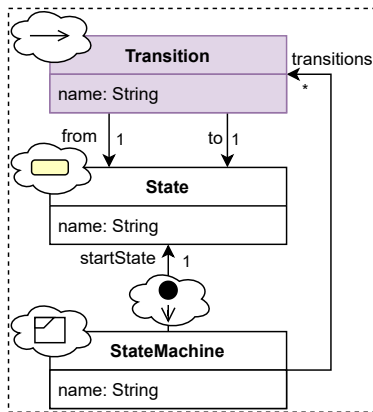 Transition
transitions
name: String
*
from 1 to 1
State
name: String
startState 1
StateMachine
name: String